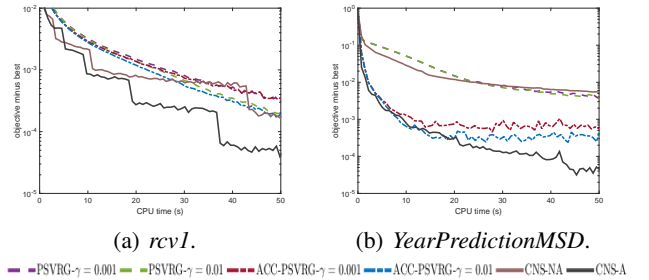 10^-2
10^-3
10^-4
10^-5
objective minus best
0 10 20 30 40 50
CPU time (s)
(a) rcv1.
10^0
10^-1
10^-2
10^-3
10^-4
10^-5
objective minus best
0 10 20 30 40 50
CPU time (s)
(b) YearPredictionMSD.
PSVRG-γ = 0.001 PSVRG-γ = 0.01 ACC-PSVRG-γ = 0.001 ACC-PSVRG-γ = 0.01 CNS-NA CNS-A